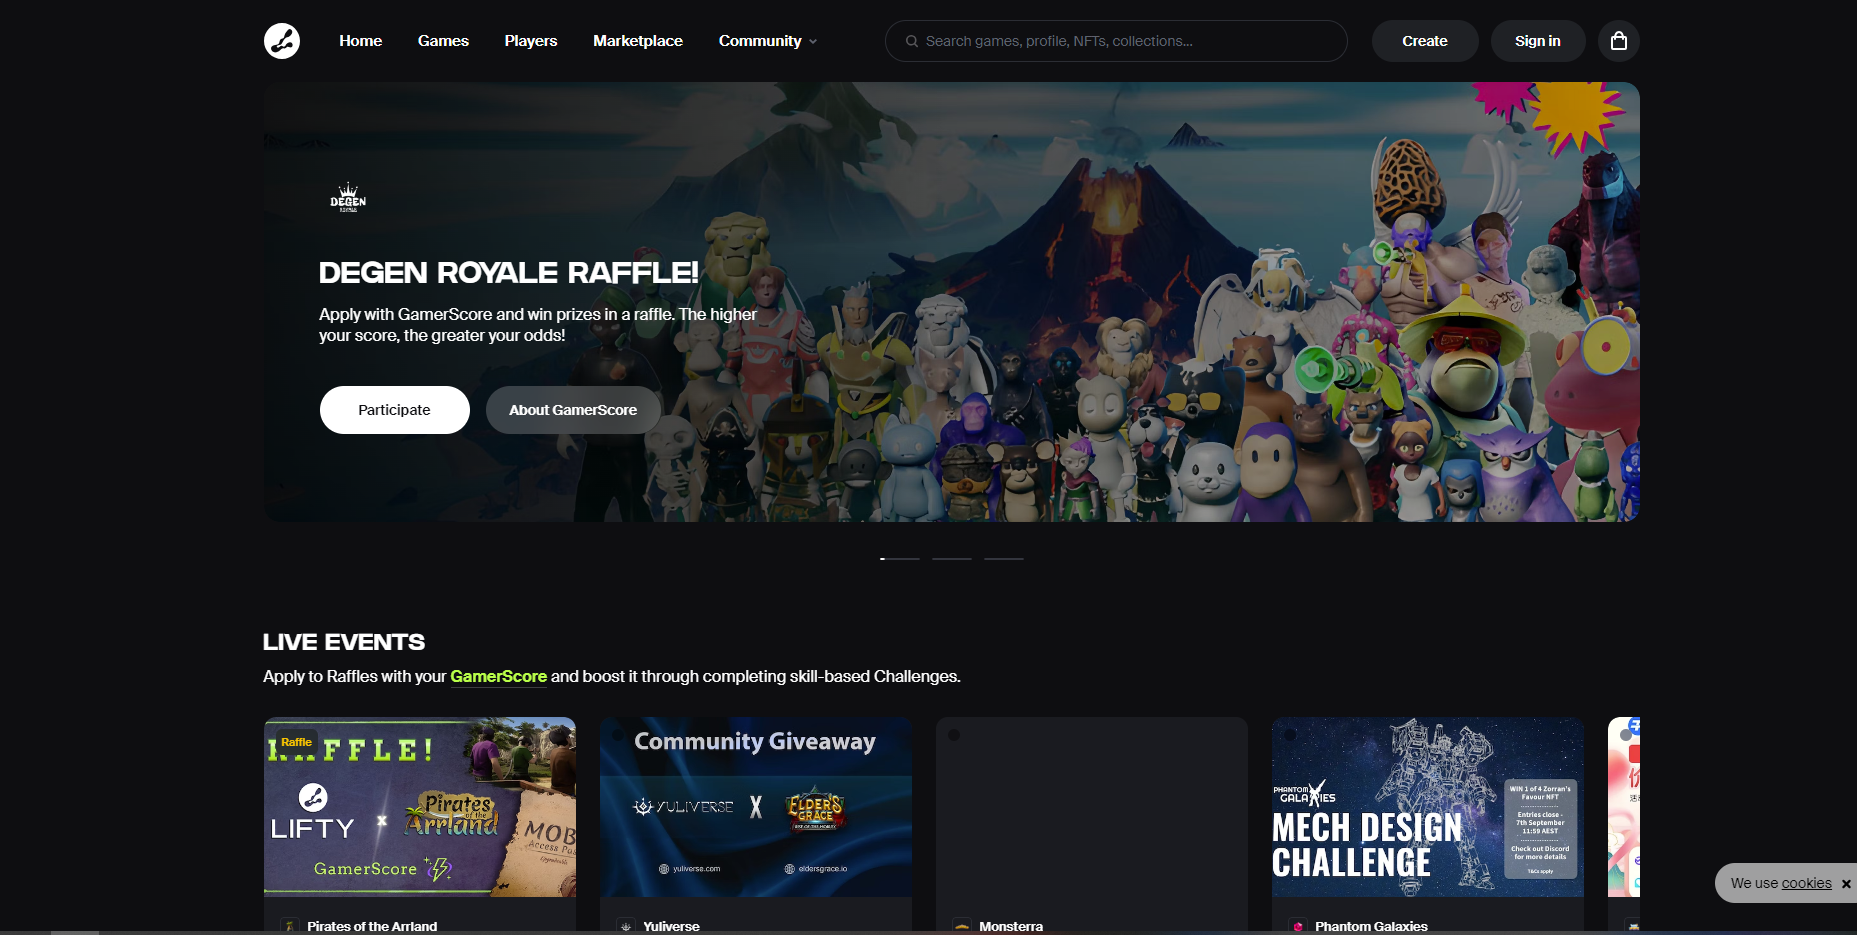 Home Games Players Marketplace Community Search games, profile, NFTs, collections... Create Sign in
DEGEN
ROYALE
DEGEN ROYALE RAFFLE!
Apply with GamerScore and win prizes in a raffle. The higher
your score, the greater your odds!
Participate About GamerScore
LIVE EVENTS
Apply to Raffles with your GamerScore and boost it through completing skill-based Challenges.
Raffle
FFLE!
LIFTY x Pirates
of the
Arrland
MOB
Access Pa
Upgradeable
GamerScore
Pirates of the Arrland
Community Giveaway
YULIVERSE X ELDERS
GRACE
yuliverse.com eldersgrace.io
Yuliverse
Monsterra
PHANTOM
GALAXIES
MECH DESIGN
CHALLENGE
WIN 1 of 4 Zorran's
Favour NFT
Entries close -
7th September
11:59 AEST
Check out Discord
for more details
T&Cs apply
Phantom Galaxies
We use cookies ×